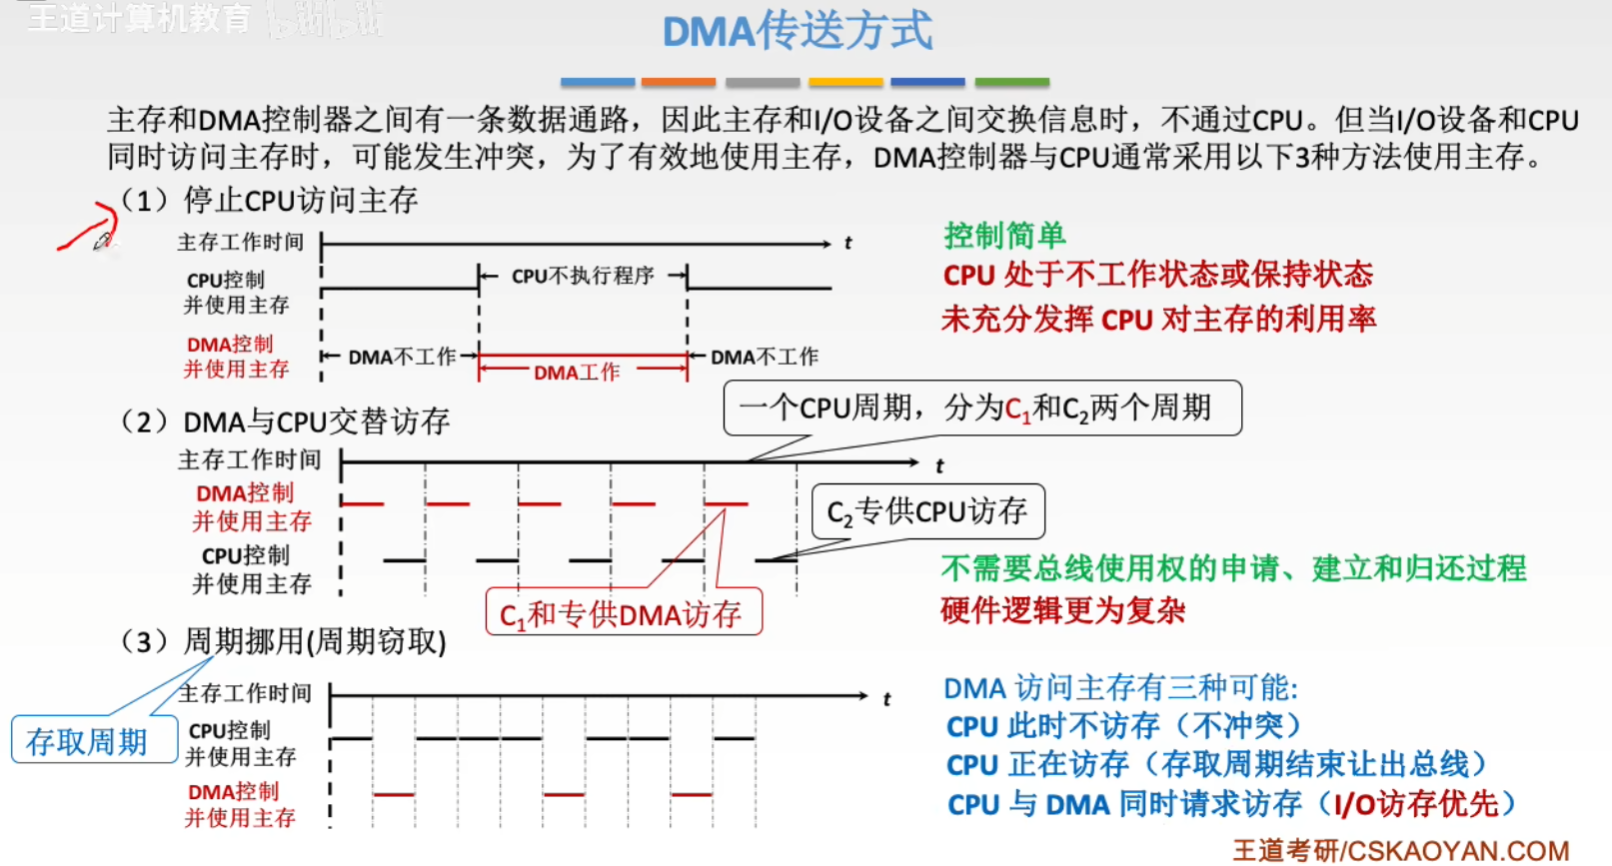 王道计算机教育 bilibili
DMA传送方式
主存和DMA控制器之间有一条数据通路，因此主存和I/O设备之间交换信息时，不通过CPU。但当I/O设备和CPU
同时访问主存时，可能发生冲突，为了有效地使用主存，DMA控制器与CPU通常采用以下3种方法使用主存。
（1）停止CPU访问主存
主存工作时间
t
CPU控制
并使用主存
CPU不执行程序
DMA控制
并使用主存
DMA不工作
DMA工作
DMA不工作
控制简单
CPU 处于不工作状态或保持状态
未充分发挥 CPU 对主存的利用率
（2）DMA与CPU交替访存
一个CPU周期，分为C1和C2两个周期
主存工作时间
t
DMA控制
并使用主存
CPU控制
并使用主存
C2专供CPU访存
C1和专供DMA访存
不需要总线使用权的申请、建立和归还过程
硬件逻辑更为复杂
（3）周期挪用(周期窃取)
存取周期
主存工作时间
t
CPU控制
并使用主存
DMA控制
并使用主存
DMA 访问主存有三种可能:
CPU 此时不访存（不冲突）
CPU 正在访存（存取周期结束让出总线）
CPU 与 DMA 同时请求访存（I/O访存优先）
王道考研/CSKAOYAN.COM